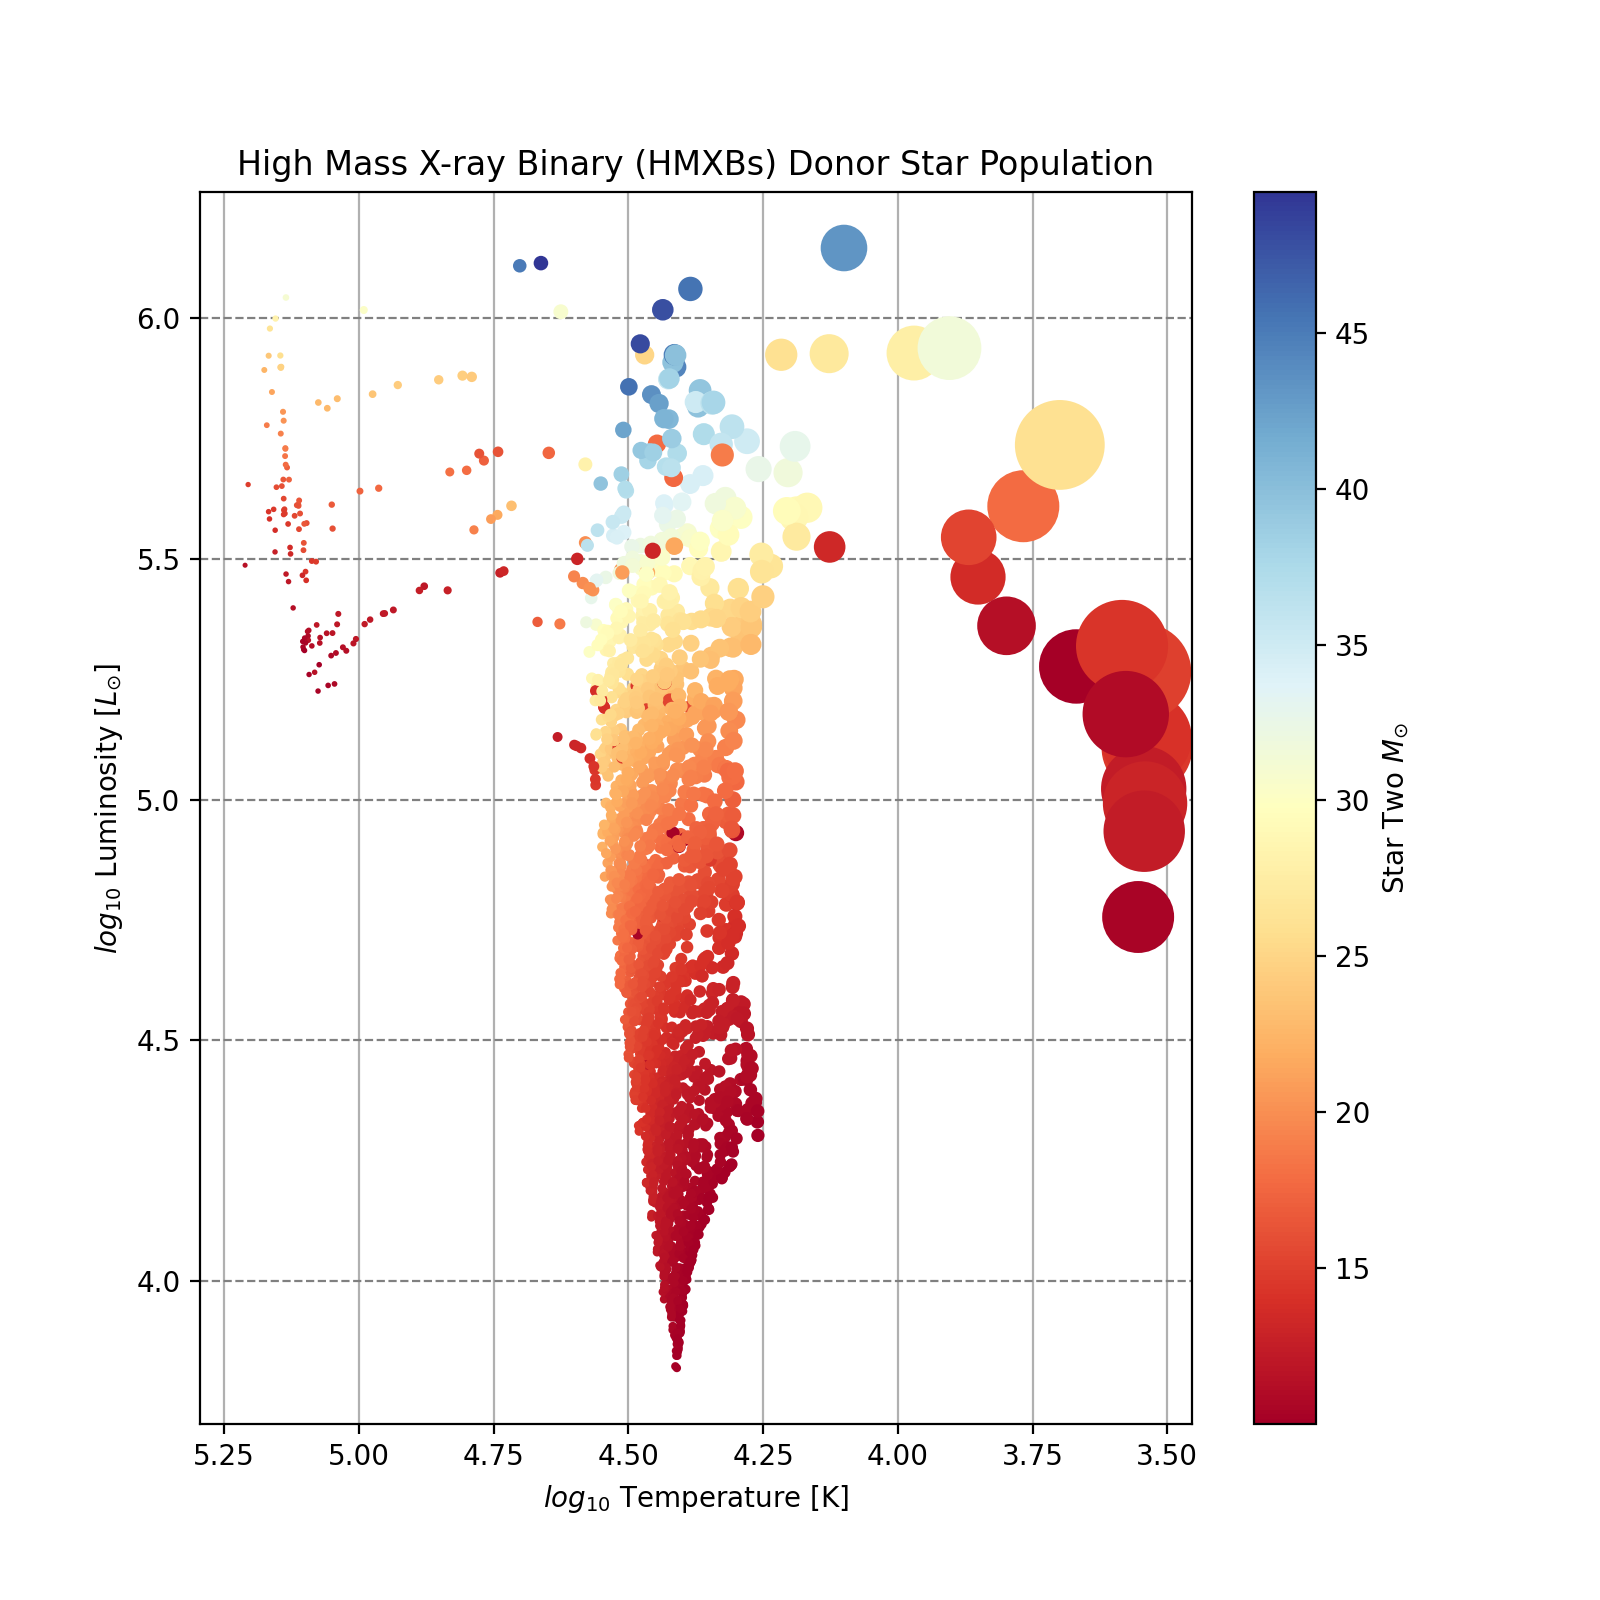 High Mass X-ray Binary (HMXBs) Donor Star Population
6.0
5.5
5.0
4.5
4.0
log₁₀ Luminosity [L⊙]
5.25 5.00 4.75 4.50 4.25 4.00 3.75 3.50
log₁₀ Temperature [K]
45
40
35
30
25
20
15
Star Two M⊙